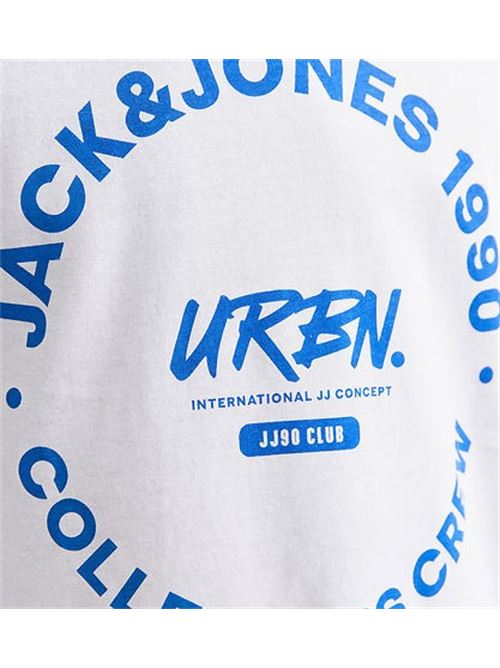 JACK&JONES 1990
URBN.
INTERNATIONAL JJ CONCEPT
JJ90 CLUB
CREW